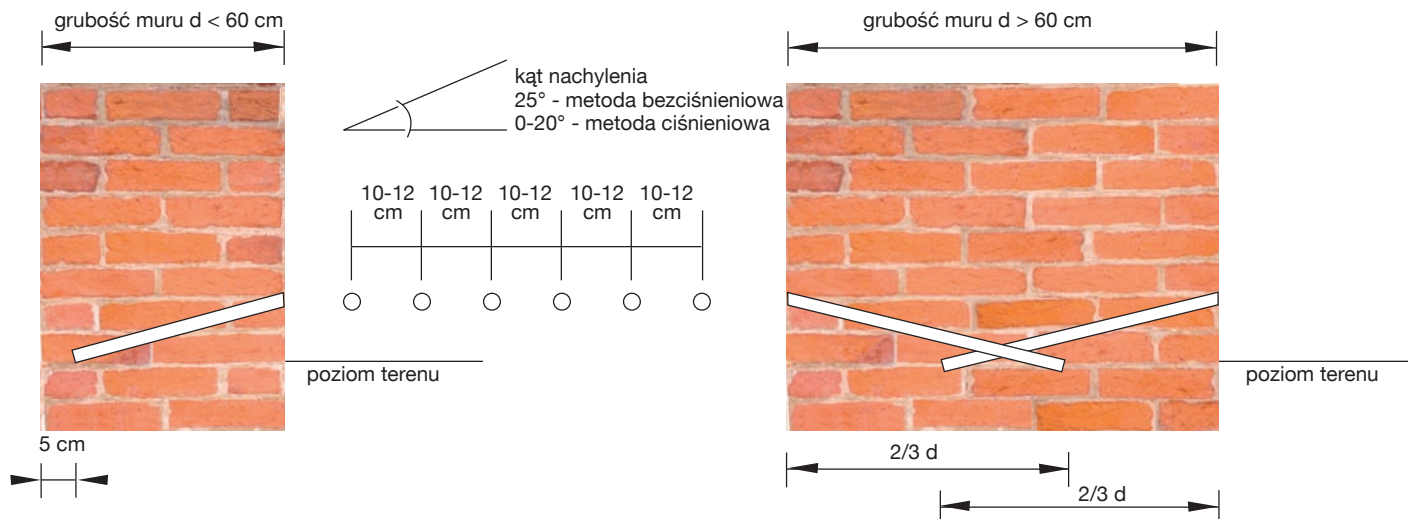 grubość muru d < 60 cm
kąt nachylenia
25° - metoda bezciśnieniowa
0-20° - metoda ciśnieniowa
10-12 10-12 10-12 10-12 10-12
cm cm cm cm cm
poziom terenu
5 cm
grubość muru d > 60 cm
poziom terenu
2/3 d
2/3 d